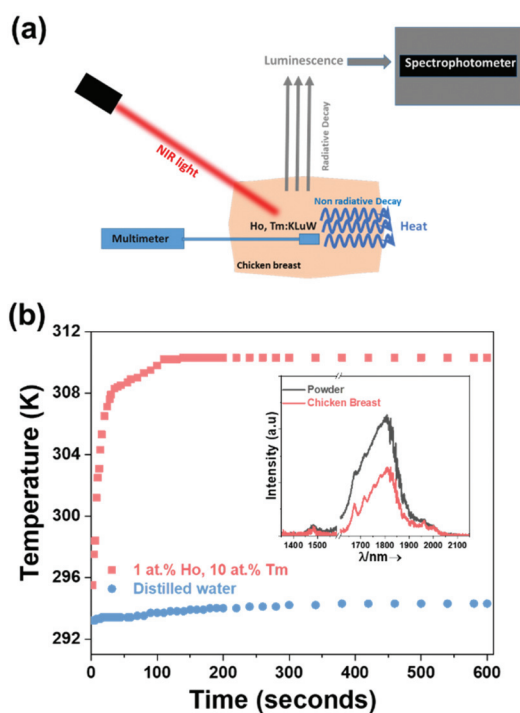 (a)
Luminescence
Spectrophotometer
NIR light
Radiative Decay
Ho, Tm:KLuW
Non radiative Decay
Heat
Multimeter
Chicken breast
(b)
312
308
304
300
296
292
Temperature (K)
Powder
Chicken Breast
Intensity (a.u)
1400 1500 1700 1800 1900 2000 2100
λ/nm→
1 at.% Ho, 10 at.% Tm
Distilled water
0 100 200 300 400 500 600
Time (seconds)